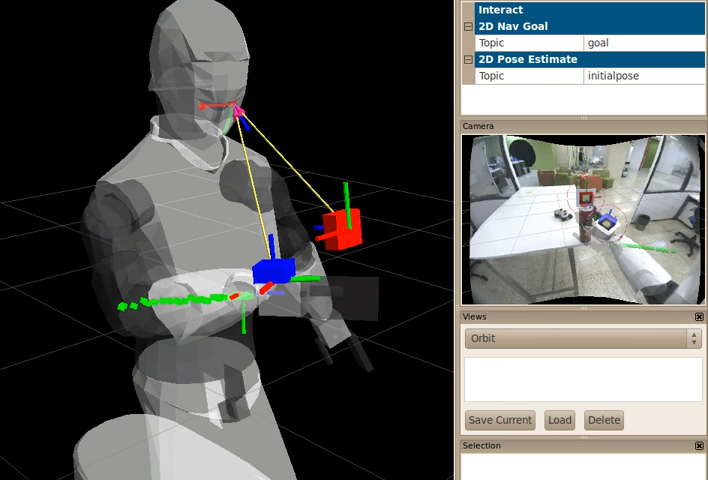 Interact
2D Nav Goal
Topic goal
2D Pose Estimate
Topic initialpose
Camera
Views
Orbit
Save Current Load Delete
Selection